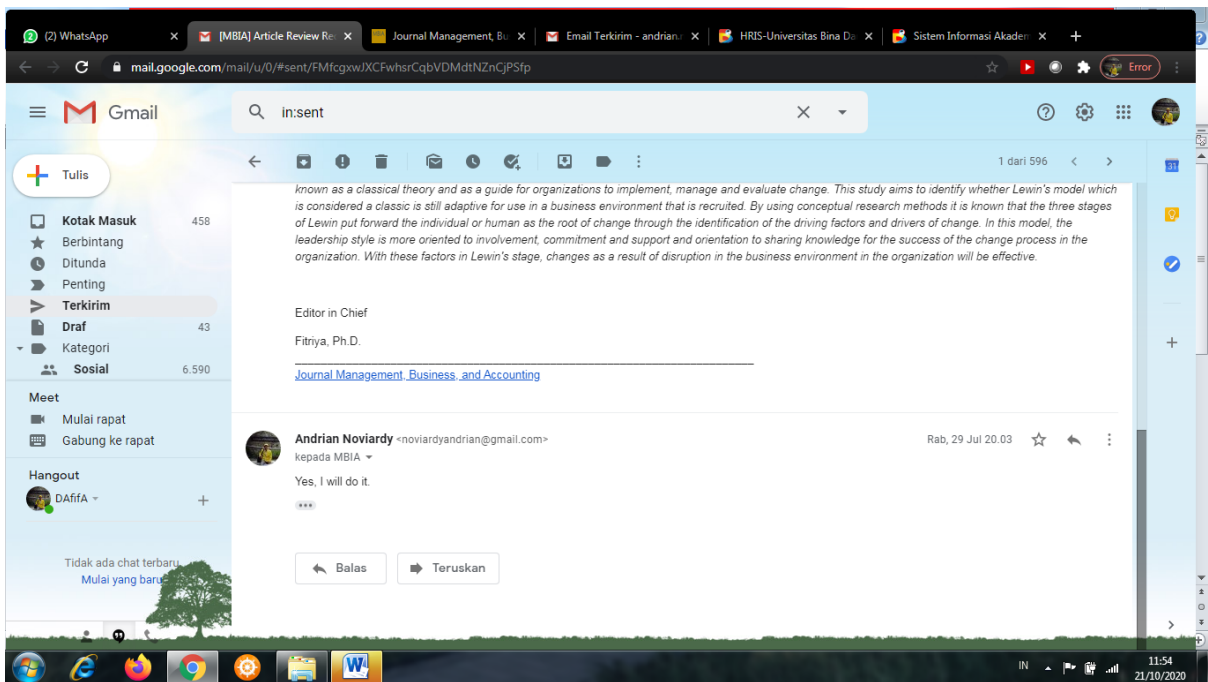 (2) WhatsApp
[MBIA] Article Review Re
Journal Management, Bu
Email Terkirim - andrian.
HRIS-Universitas Bina Da
Sistem Informasi Akadem
mail.google.com/mail/u/0/#sent/FMfcgxwJXCFwhsrCqbVDMdtNZnCjPSfp
Error
Gmail
in:sent
Tulis
1 dari 596
Kotak Masuk 458
Berbintang
Ditunda
Penting
Terkirim
Draf 43
Kategori
Sosial 6.590
Meet
Mulai rapat
Gabung ke rapat
Hangout
DAfifA
Tidak ada chat terbaru
Mulai yang baru
known as a classical theory and as a guide for organizations to implement, manage and evaluate change. This study aims to identify whether Lewin's model which
is considered a classic is still adaptive for use in a business environment that is recruited. By using conceptual research methods it is known that the three stages
of Lewin put forward the individual or human as the root of change through the identification of the driving factors and drivers of change. In this model, the
leadership style is more oriented to involvement, commitment and support and orientation to sharing knowledge for the success of the change process in the
organization. With these factors in Lewin's stage, changes as a result of disruption in the business environment in the organization will be effective.
Editor in Chief
Fitriya, Ph.D.
Journal Management, Business, and Accounting
Andrian Noviardy <noviardyandrian@gmail.com>
Rab, 29 Jul 20.03
kepada MBIA
Yes, I will do it.
Balas
Teruskan
31
IN
11:54
21/10/2020